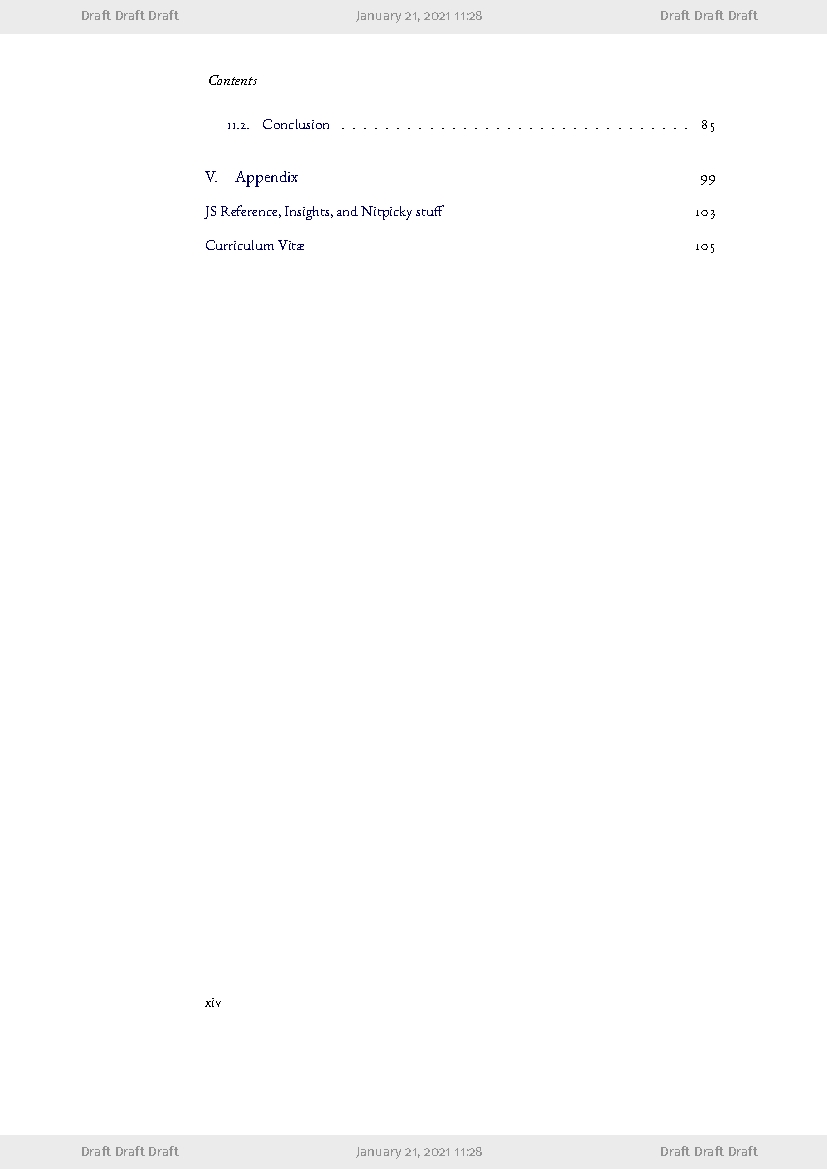 Draft Draft Draft January 21, 2021 11:28 Draft Draft Draft
Contents
11.2. Conclusion . . . . . . . . . . . . . . . . . . . . . . . . . . . . . . . . 85
V. Appendix 99
JS Reference, Insights, and Nitpicky stuff 103
Curriculum Vitæ 105
xiv
Draft Draft Draft January 21, 2021 11:28 Draft Draft Draft